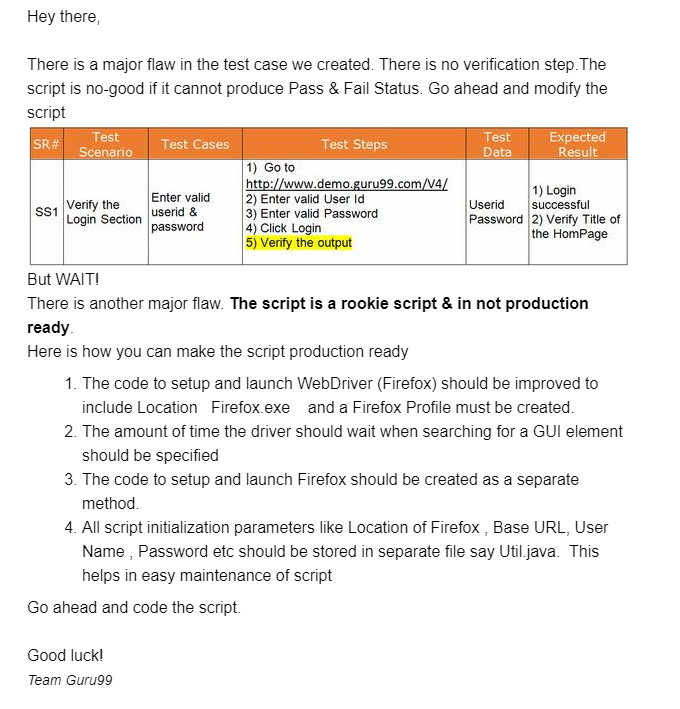 Hey there,
There is a major flaw in the test case we created. There is no verification step.The
script is no-good if it cannot produce Pass & Fail Status. Go ahead and modify the
script
SR# Test Scenario Test Cases Test Steps Test Data Expected Result
SS1 Verify the Login Section
Enter valid userid & password
1) Go to
http://www.demo.guru99.com/V4/
2) Enter valid User Id
3) Enter valid Password
4) Click Login
5) Verify the output
Userid
Password
1) Login
successful
2) Verify Title of
the HomPage
But WAIT!
There is another major flaw. The script is a rookie script & in not production
ready.
Here is how you can make the script production ready
1. The code to setup and launch WebDriver (Firefox) should be improved to
include Location Firefox.exe and a Firefox Profile must be created.
2. The amount of time the driver should wait when searching for a GUI element
should be specified
3. The code to setup and launch Firefox should be created as a separate
method.
4. All script initialization parameters like Location of Firefox , Base URL, User
Name , Password etc should be stored in separate file say Util.java. This
helps in easy maintenance of script
Go ahead and code the script.
Good luck!
Team Guru99